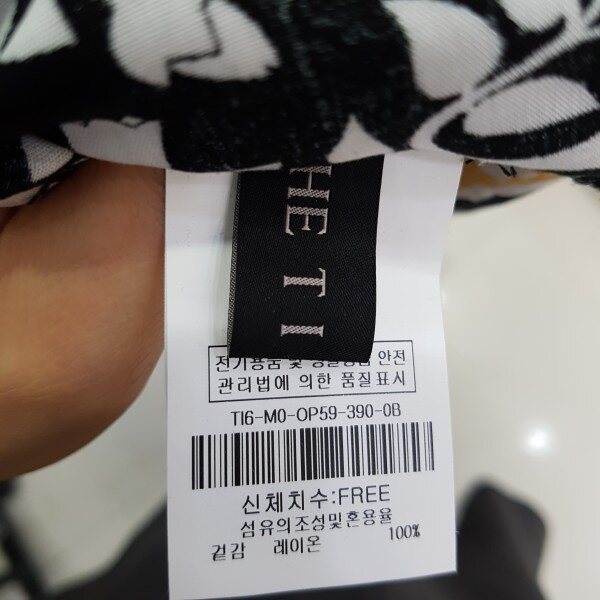 HE TI
전기용품 및 생활용품 안전
관리법에 의한 품질표시
TI6-M0-OP59-390-0B
신체치수:FREE
섬유의조성및혼용율
겉감 레이온 100%